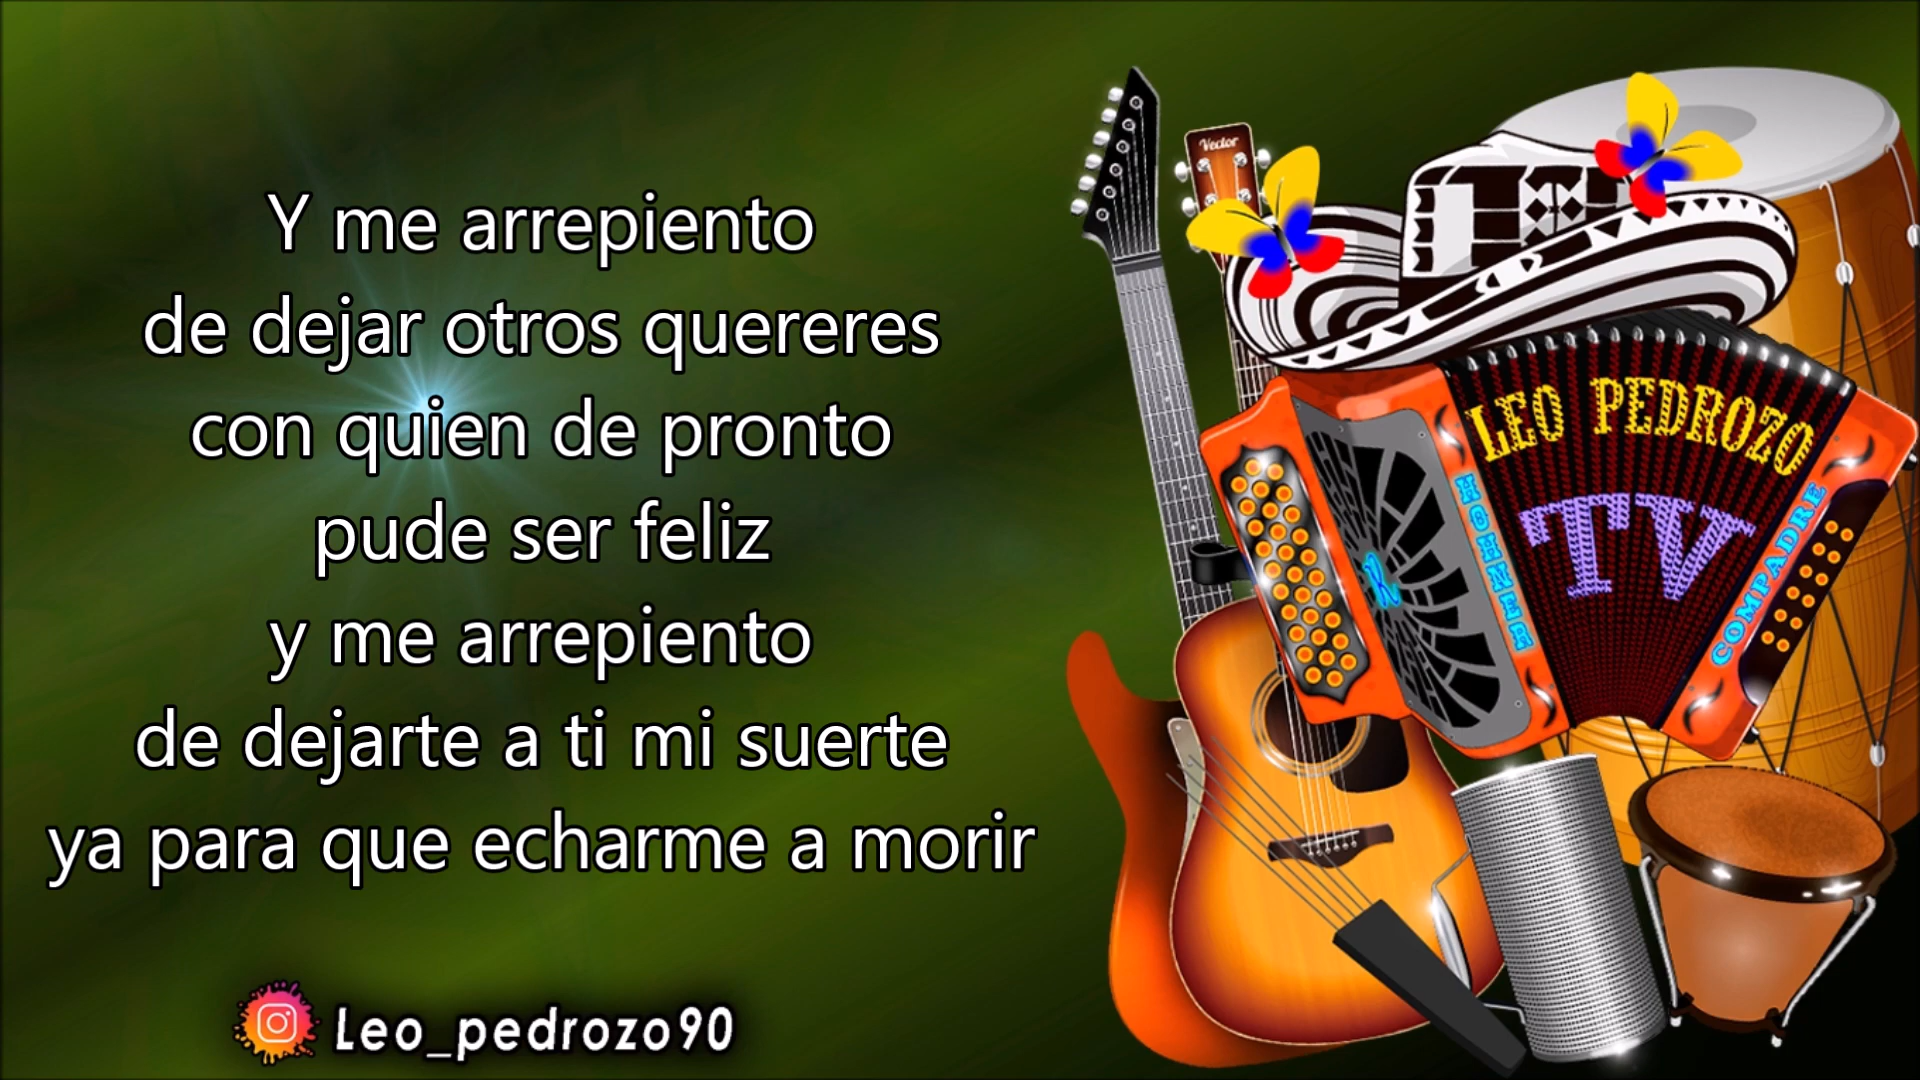 Y me arrepiento
de dejar otros quereres
con quien de pronto
pude ser feliz
y me arrepiento
de dejarte a ti mi suerte
ya para que echarme a morir
Leo_pedrozo90
Vector
LEO PEDROZO
TV
HOHNER
COMPADRE